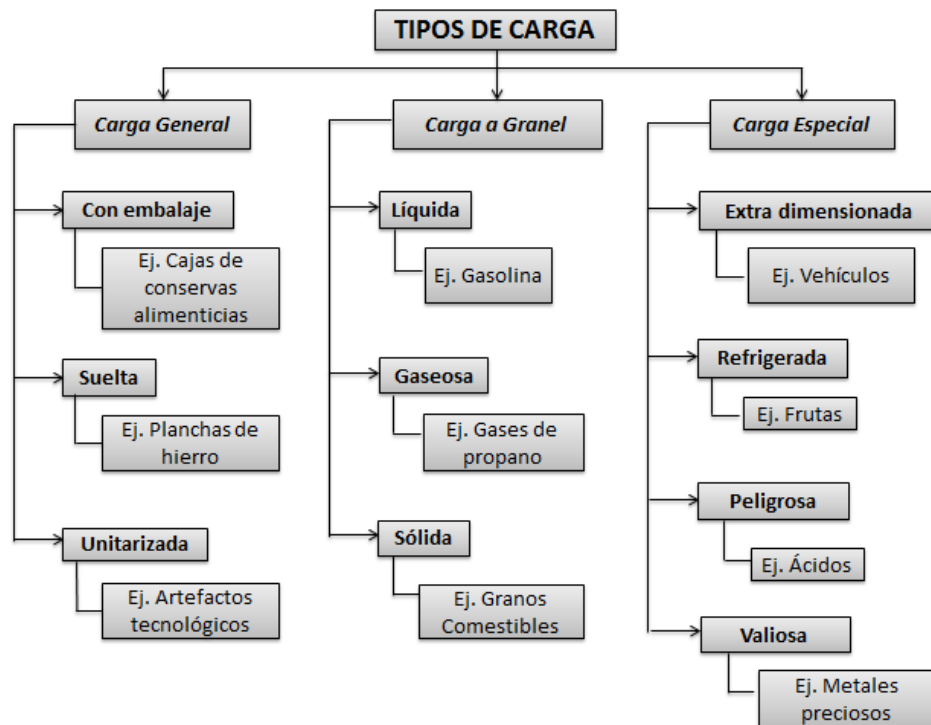 TIPOS DE CARGA
Carga General
Con embalaje
Ej. Cajas de
conservas
alimenticias
Suelta
Ej. Planchas de
hierro
Unitarizada
Ej. Artefactos
tecnológicos
Carga a Granel
Líquida
Ej. Gasolina
Gaseosa
Ej. Gases de
propano
Sólida
Ej. Granos
Comestibles
Carga Especial
Extra dimensionada
Ej. Vehículos
Refrigerada
Ej. Frutas
Peligrosa
Ej. Ácidos
Valiosa
Ej. Metales
preciosos